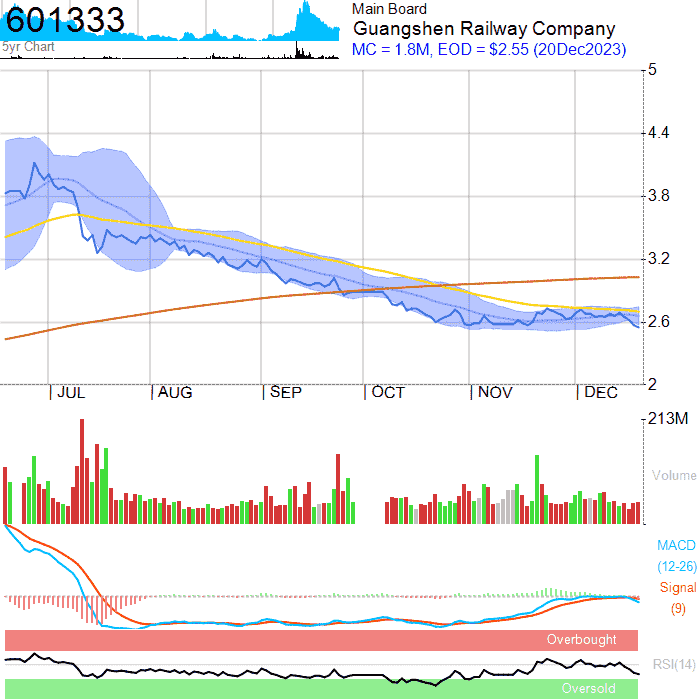 601333
5yr Chart
Main Board
Guangshen Railway Company
MC = 1.8M, EOD = $2.55 (20Dec2023)
5
4.4
3.8
3.2
2.6
2
| JUL | AUG | SEP | OCT | NOV | DEC
213M
Volume
MACD
(12-26)
Signal
(9)
Overbought
RSI(14)
Oversold